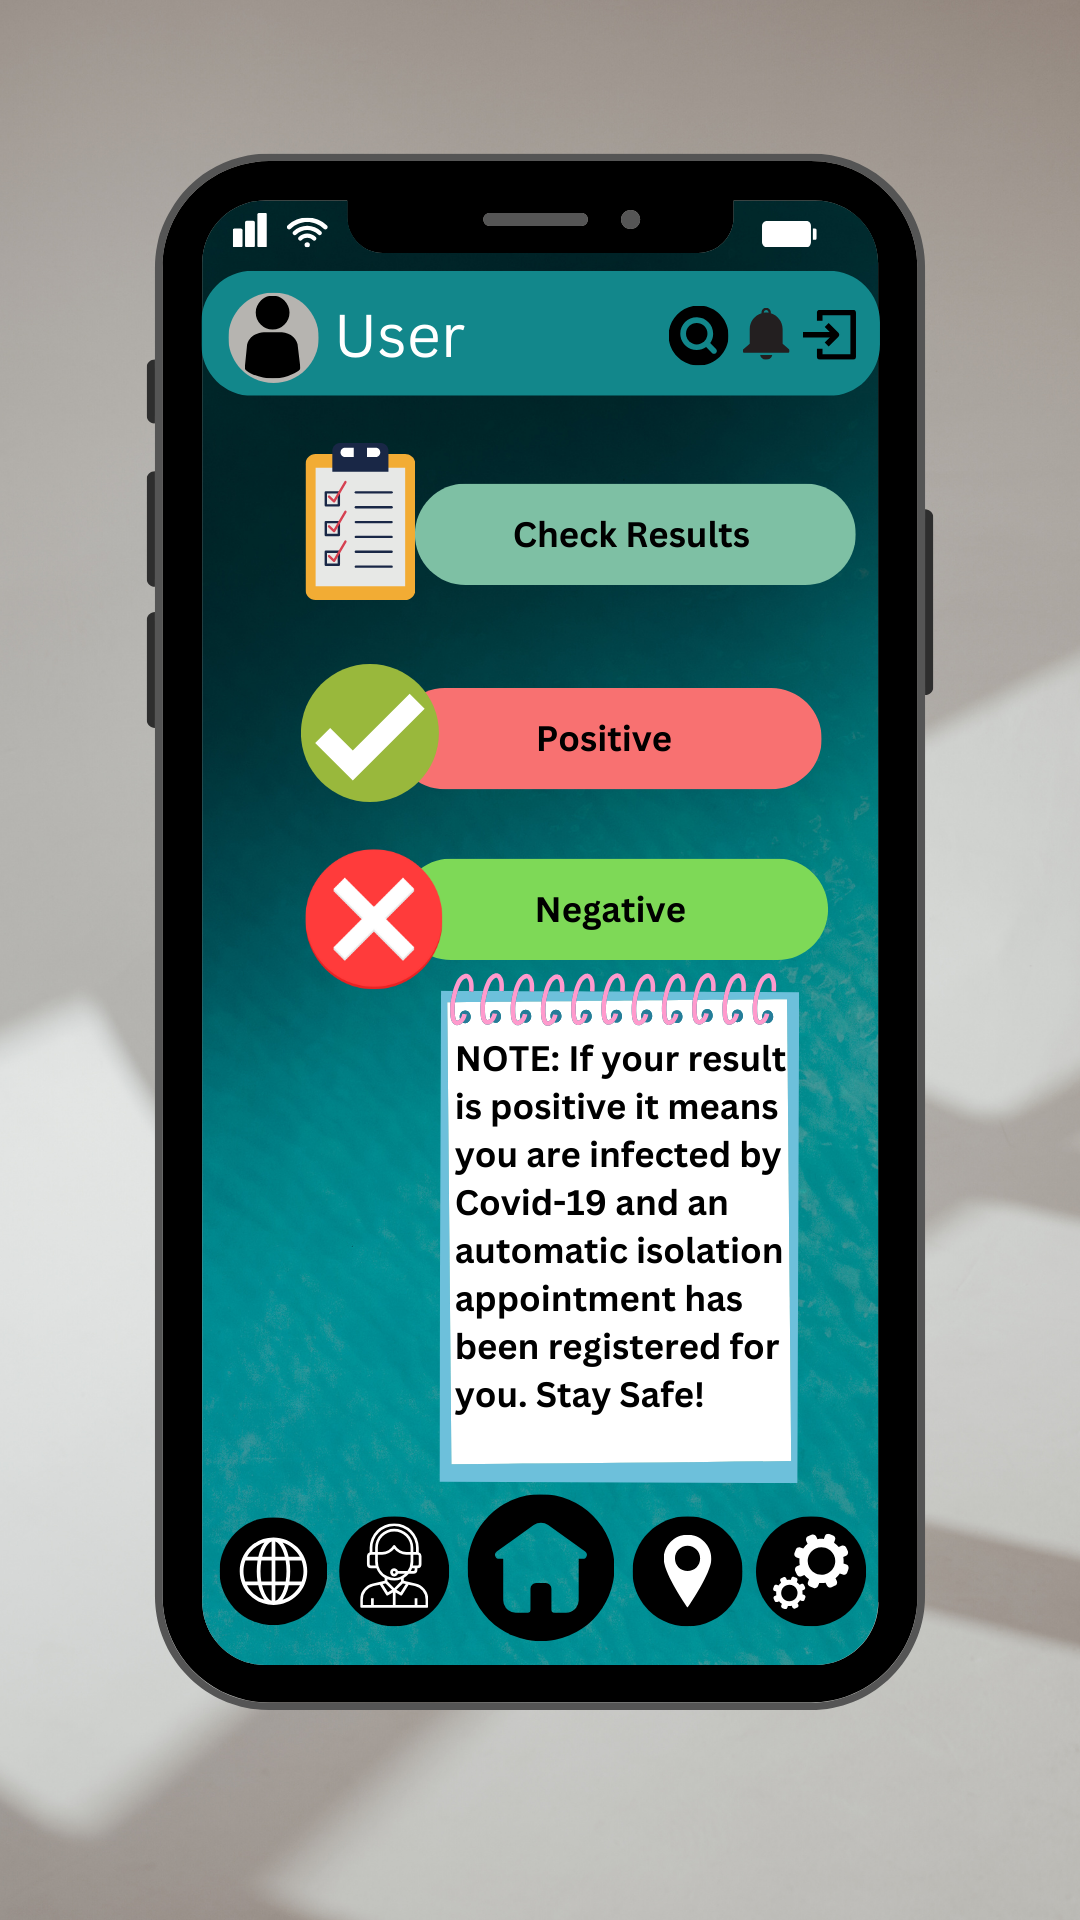 User
Check Results
Positive
Negative
NOTE: If your result
is positive it means
you are infected by
Covid-19 and an
automatic isolation
appointment has
been registered for
you. Stay Safe!